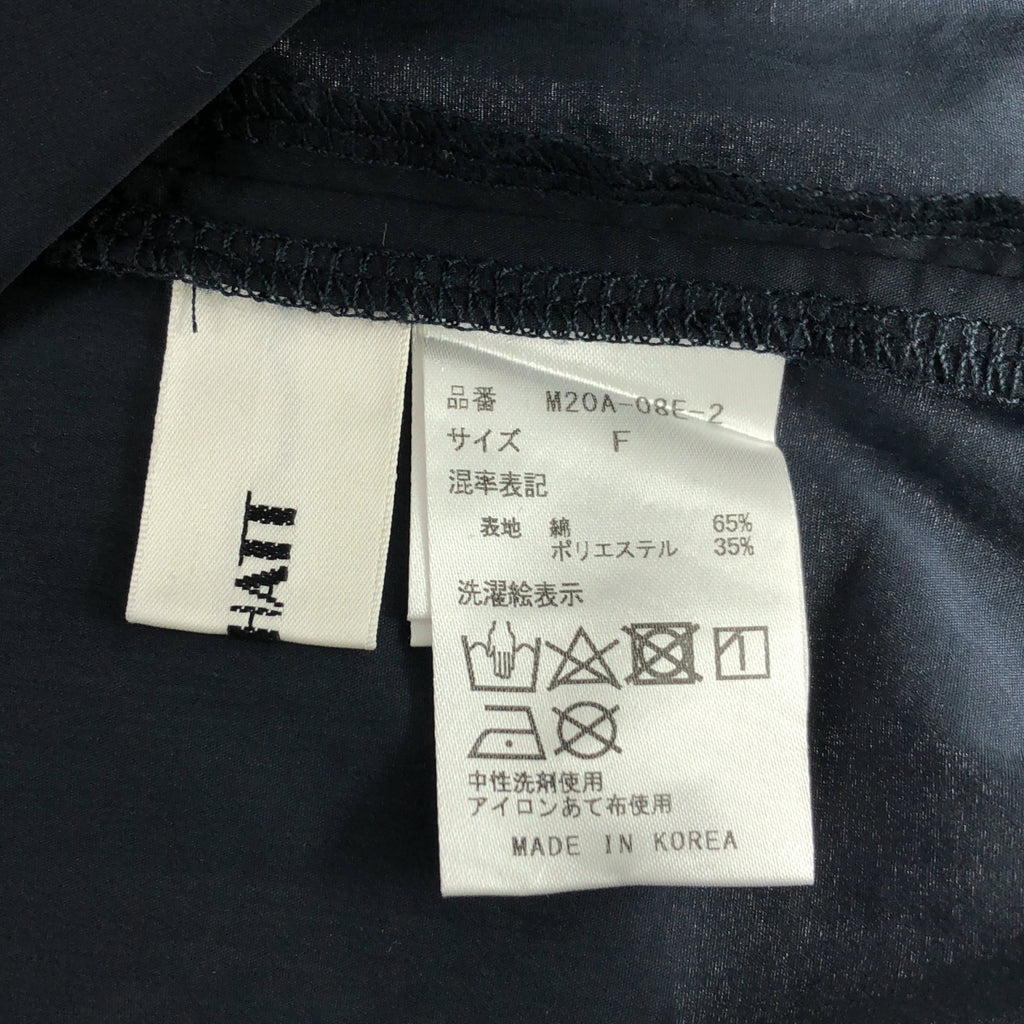 HATT
品番 M20A-08E-2
サイズ F
混率表記
表地 綿 65%
ポリエステル 35%
洗濯絵表示
中性洗剤使用
アイロンあて布使用
MADE IN KOREA